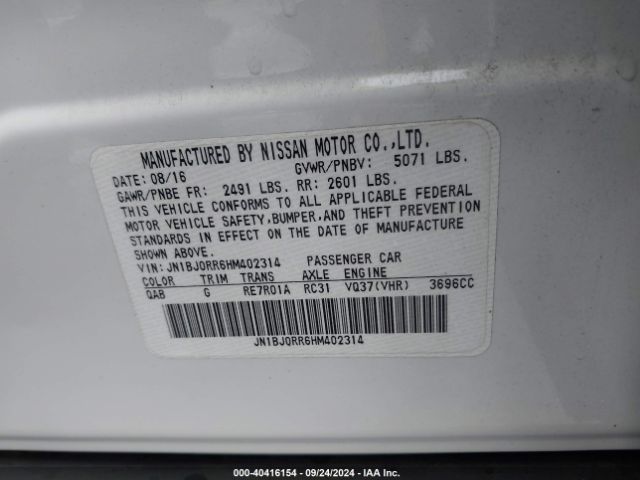 MANUFACTURED BY NISSAN MOTOR CO.,LTD.
DATE: 08/16 GVWR/PNBV: 5071 LBS.
GAWR/PNBE FR: 2491 LBS. RR: 2601 LBS.
THIS VEHICLE CONFORMS TO ALL APPLICABLE FEDERAL
MOTOR VEHICLE SAFETY,BUMPER,AND THEFT PREVENTION
STANDARDS IN EFFECT ON THE DATE OF MANUFACTURE
SHOWN ABOVE.
VIN: JN1BJ0RR6HM402314 PASSENGER CAR
COLOR TRIM TRANS AXLE ENGINE
QAB G RE7R01A RC31 VQ37(VHR) 3696CC
JN1BJ0RR6HM402314
000-40416154 - 09/24/2024 - IAA Inc.